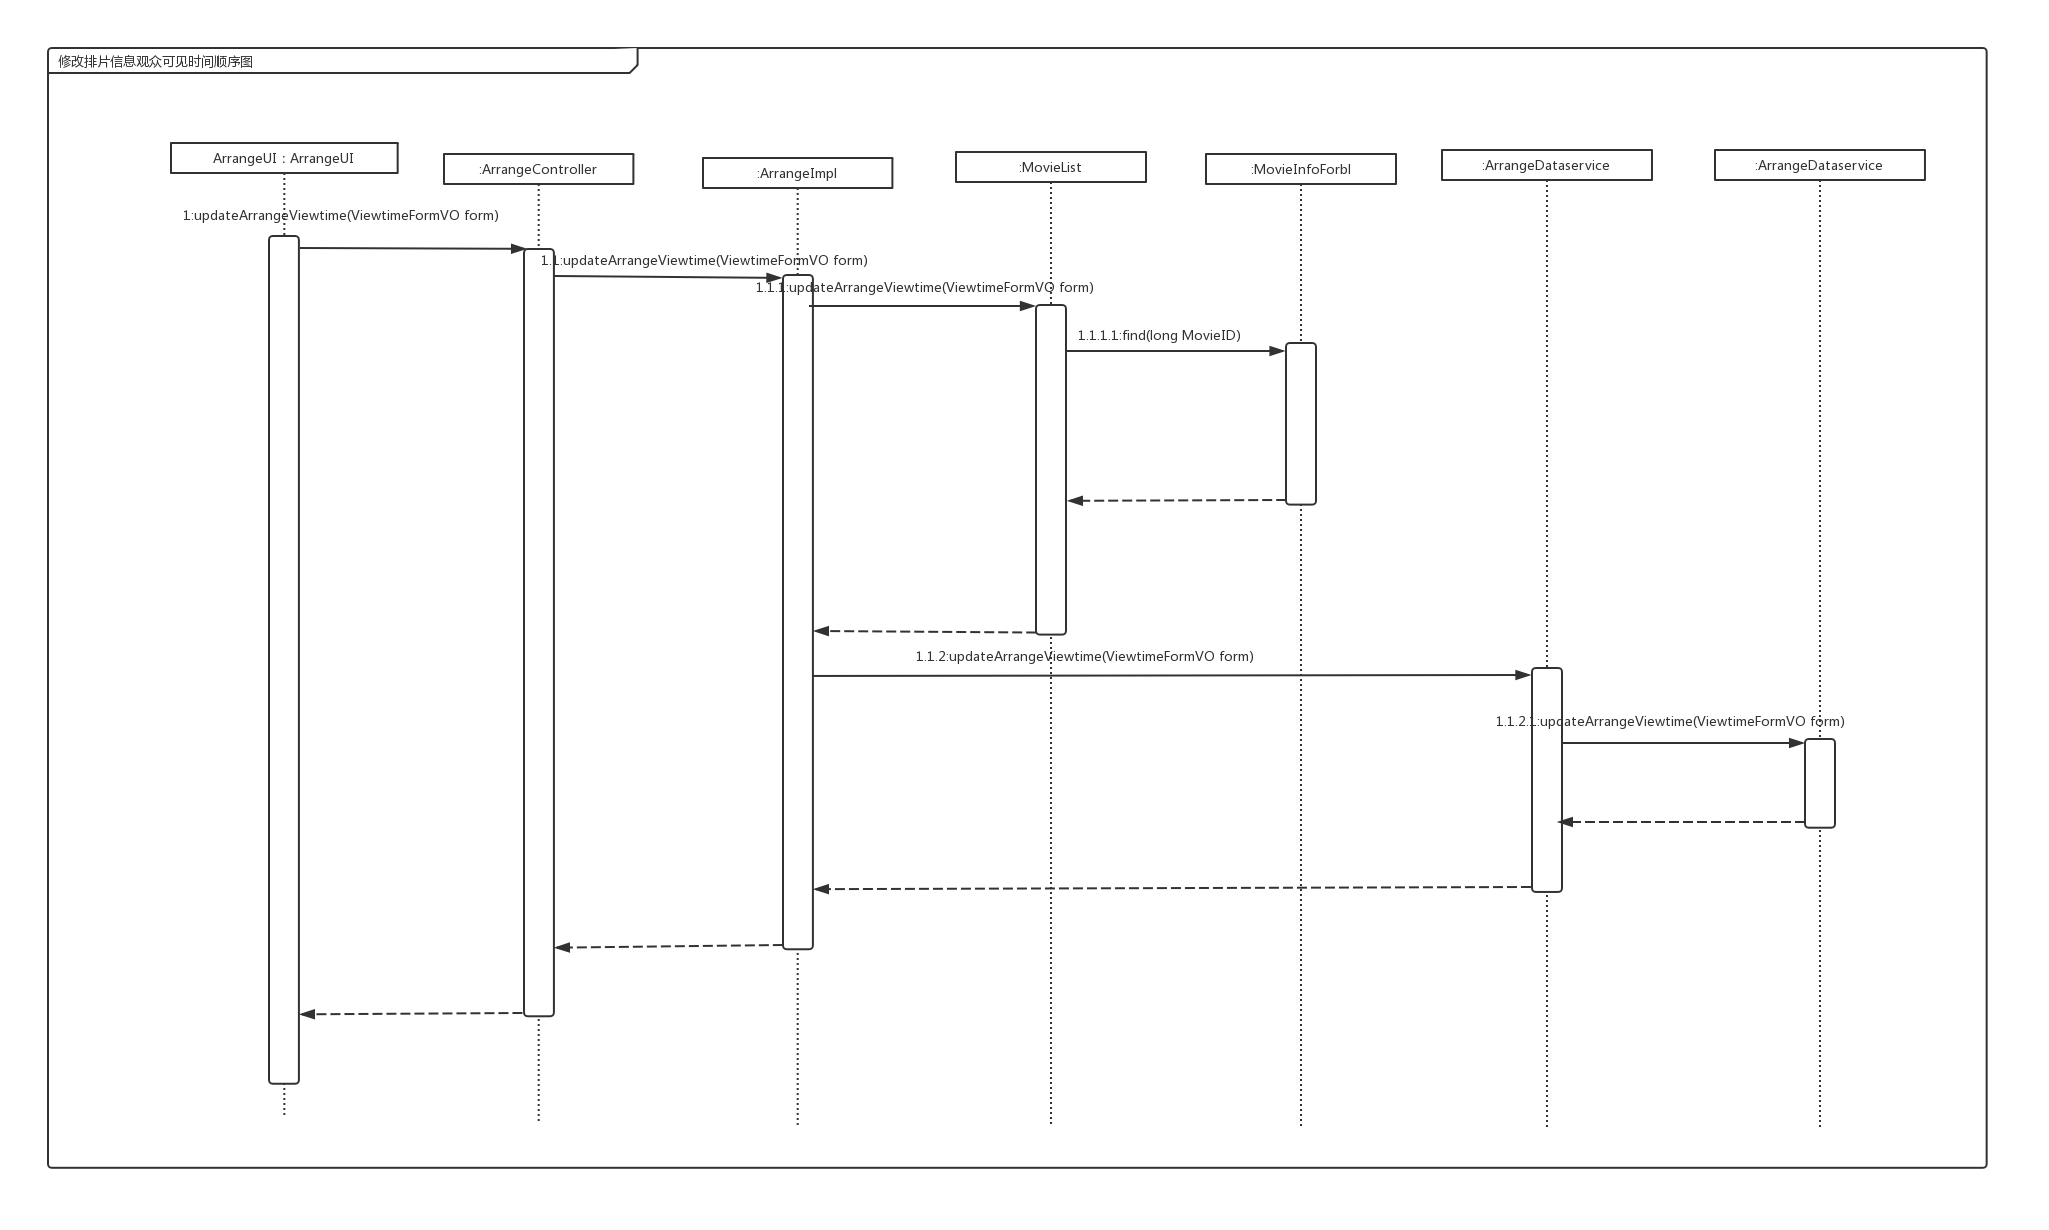 修改排片信息观众可见时间顺序图
ArrangeUI：ArrangeUI
:ArrangeController
:ArrangeImpl
:MovieList
:MovieInfoForbl
:ArrangeDataservice
:ArrangeDataservice
1:updateArrangeViewtime(ViewtimeFormVO form)
1.1:updateArrangeViewtime(ViewtimeFormVO form)
1.1.1:updateArrangeViewtime(ViewtimeFormVO form)
1.1.1.1:find(long MovieID)
1.1.2:updateArrangeViewtime(ViewtimeFormVO form)
1.1.2.1:updateArrangeViewtime(ViewtimeFormVO form)